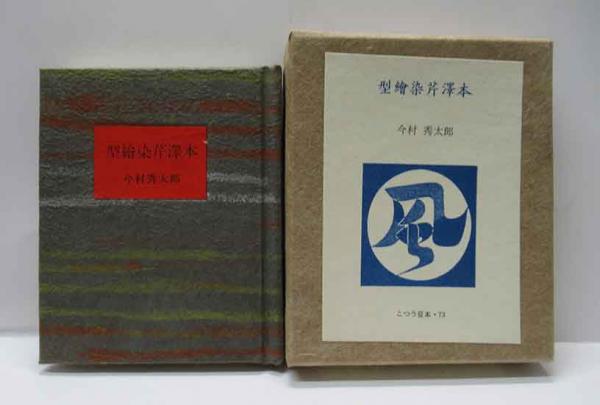 型絵染芹澤本
今村秀太郎
型繪染芹澤本
今村 秀太郎
風
こつう豆本・73